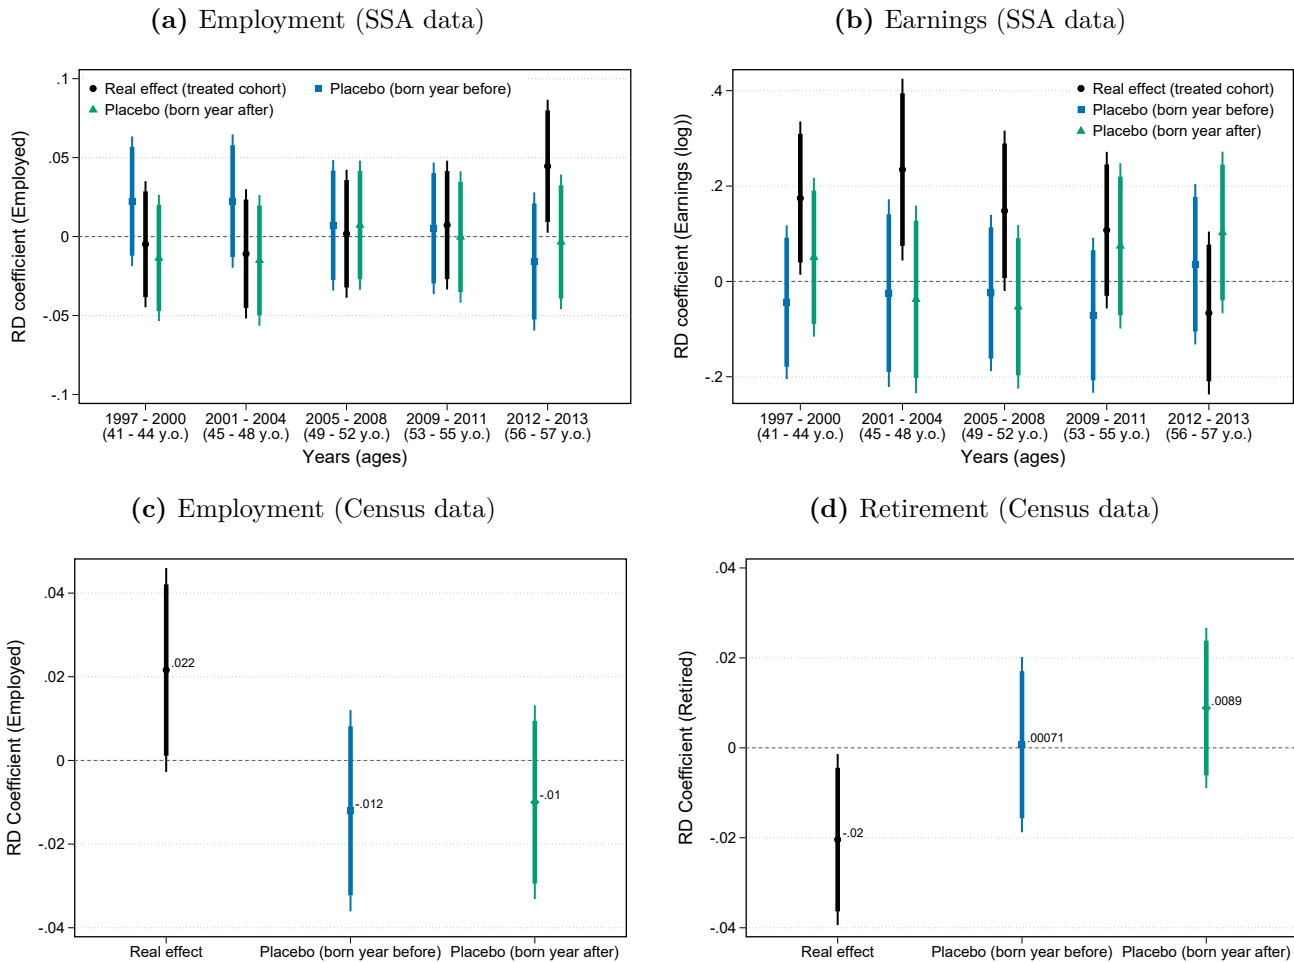 (a) Employment (SSA data)
.1
.05
0
-.05
-.1
RD coefficient (Employed)
Real effect (treated cohort)
Placebo (born year before)
Placebo (born year after)
1997 - 2000
(41 - 44 y.o.)
2001 - 2004
(45 - 48 y.o.)
2005 - 2008
(49 - 52 y.o.)
2009 - 2011
(53 - 55 y.o.)
2012 - 2013
(56 - 57 y.o.)
Years (ages)
(b) Earnings (SSA data)
.4
.2
0
-.2
RD coefficient (Earnings (log))
Real effect (treated cohort)
Placebo (born year before)
Placebo (born year after)
1997 - 2000
(41 - 44 y.o.)
2001 - 2004
(45 - 48 y.o.)
2005 - 2008
(49 - 52 y.o.)
2009 - 2011
(53 - 55 y.o.)
2012 - 2013
(56 - 57 y.o.)
Years (ages)
(c) Employment (Census data)
.04
.02
0
-.02
-.04
RD Coefficient (Employed)
.022
-.012
-.01
Real effect
Placebo (born year before)
Placebo (born year after)
(d) Retirement (Census data)
.04
.02
0
-.02
-.04
RD Coefficient (Retired)
-.02
.00071
.0089
Real effect
Placebo (born year before)
Placebo (born year after)